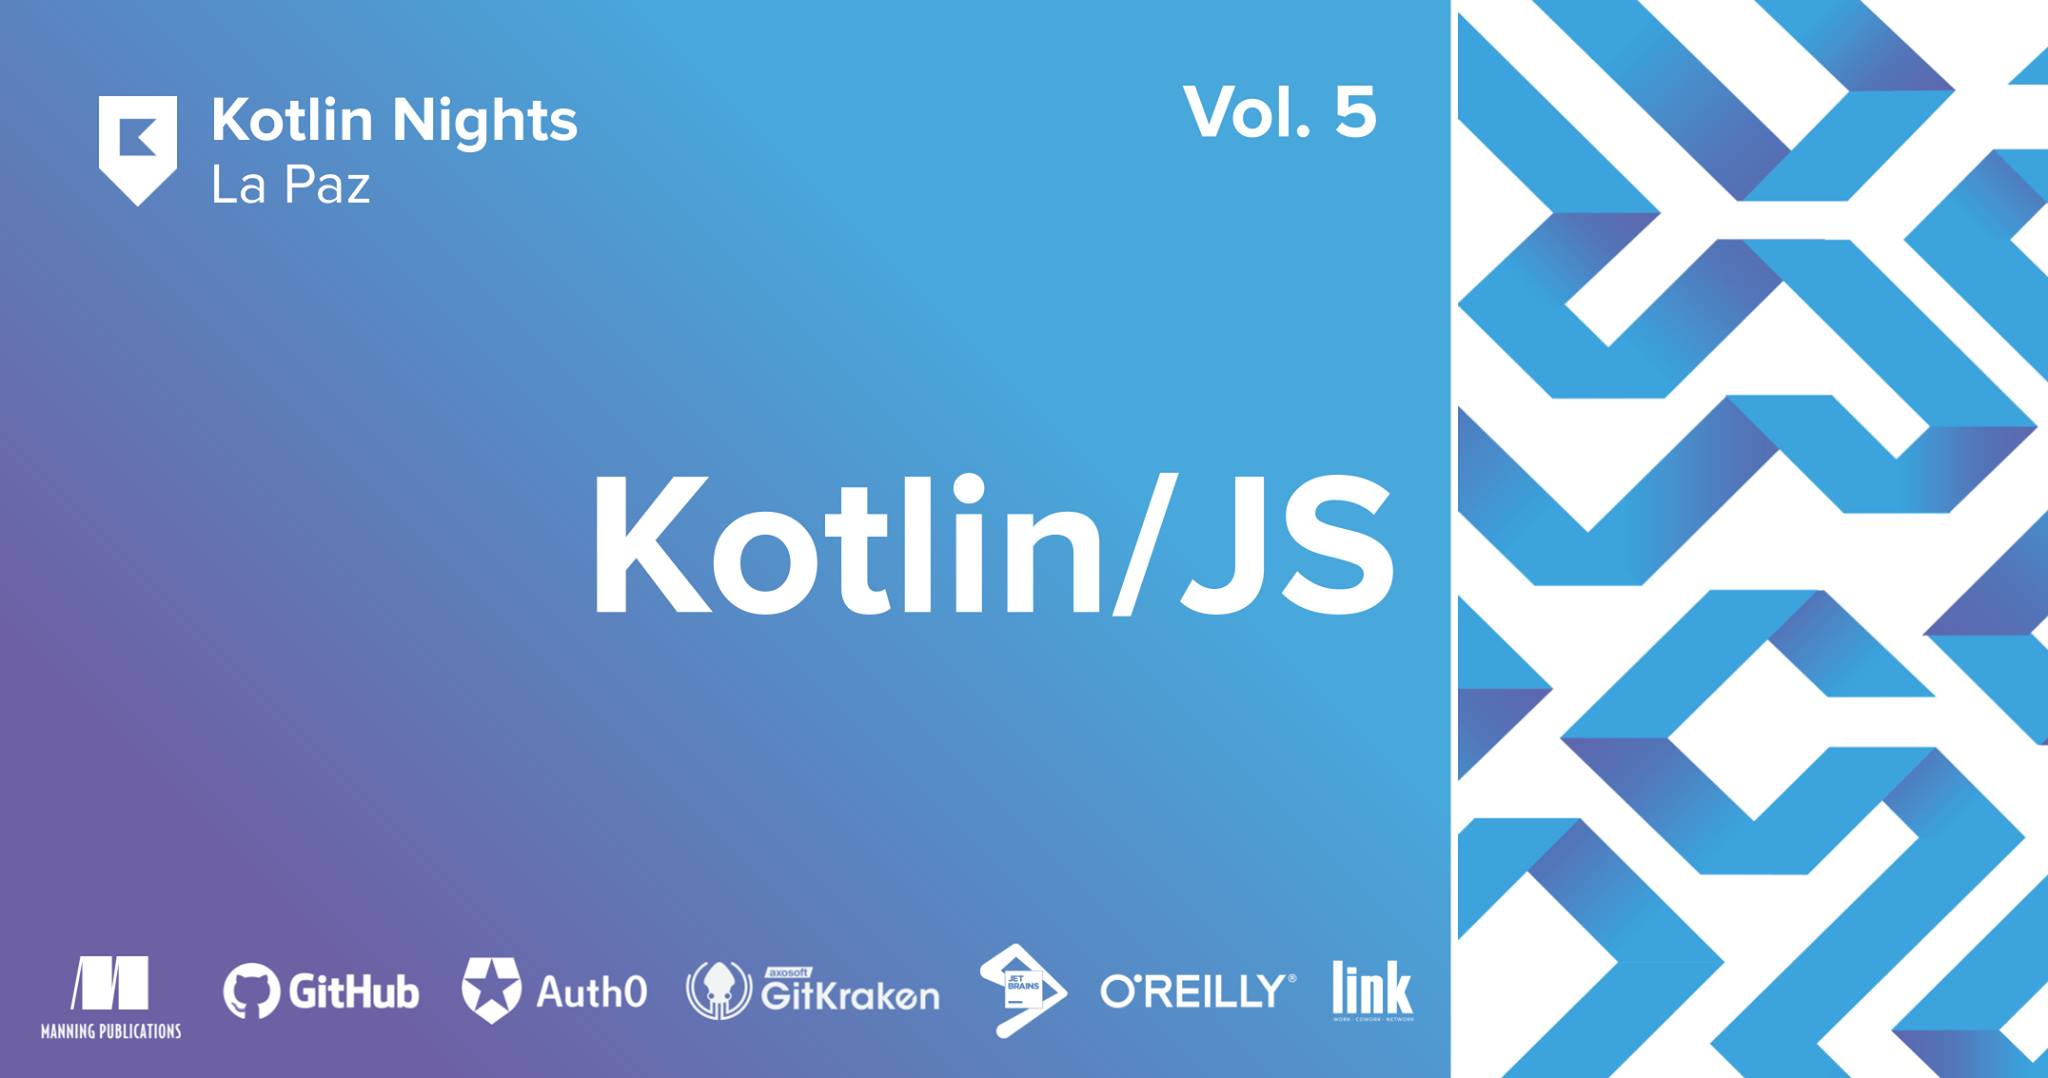 Kotlin Nights
La Paz
Vol. 5
Kotlin/JS
MANNING PUBLICATIONS
GitHub
Auth0
axosoft
GitKraken
JET
BRAINS
O'REILLY®
link
WORK · COWORK · NETWORK